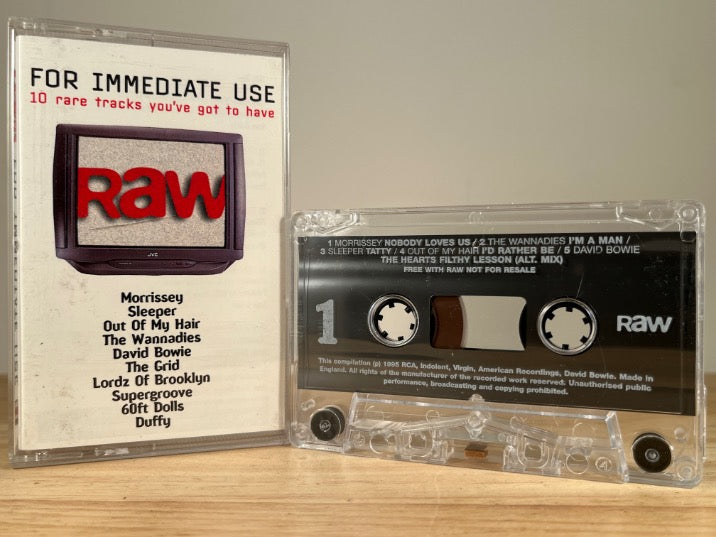 FOR IMMEDIATE USE
10 rare tracks you've got to have
Raw
JVC
Morrissey
Sleeper
Out Of My Hair
The Wannadies
David Bowie
The Grid
Lordz Of Brooklyn
Supergroove
60ft Dolls
Duffy
1 MORRISSEY NOBODY LOVES US / 2 THE WANNADIES I'M A MAN /
3 SLEEPER TATTY / 4 OUT OF MY HAIR I'D RATHER BE / 5 DAVID BOWIE
THE HEARTS FILTHY LESSON (ALT. MIX)
FREE WITH RAW NOT FOR RESALE
1
Raw
This compilation (p) 1995 RCA, Indolent, Virgin, American Recordings, David Bowie. Made in
England. All rights of the manufacturer of the recorded work reserved. Unauthorised public
performance, broadcasting and copying prohibited.